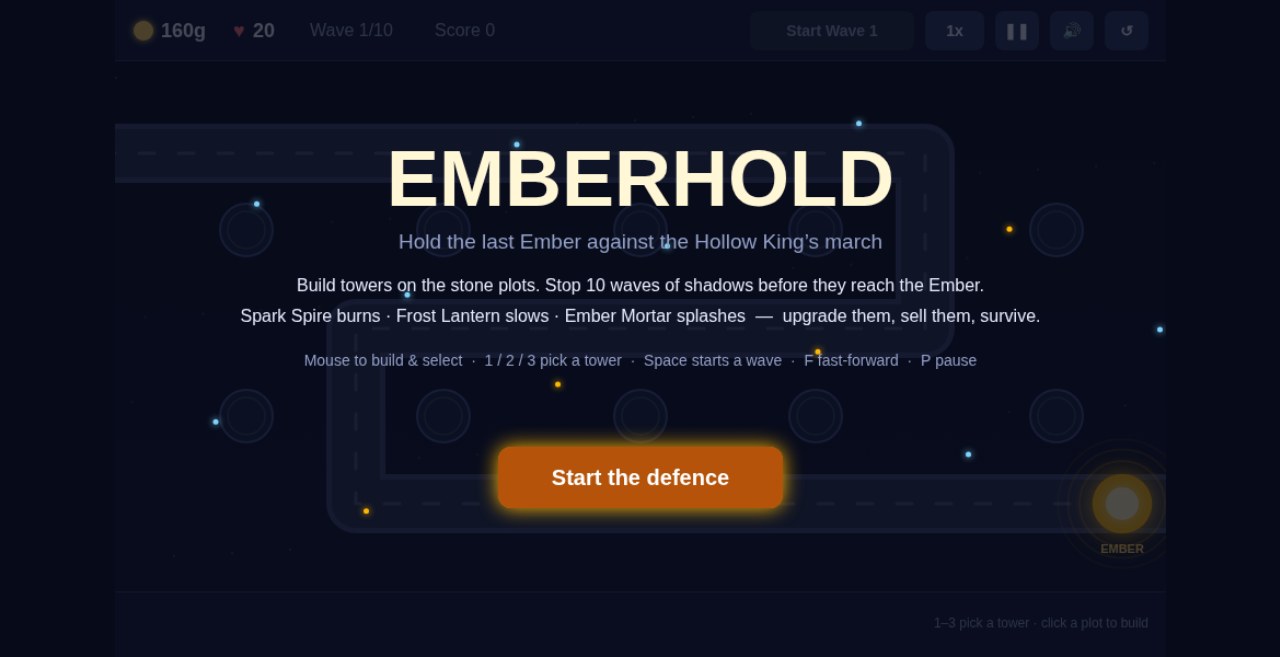 160g ♥ 20 Wave 1/10 Score 0 Start Wave 1 1x
EMBERHOLD
Hold the last Ember against the Hollow King’s march
Build towers on the stone plots. Stop 10 waves of shadows before they reach the Ember.
Spark Spire burns · Frost Lantern slows · Ember Mortar splashes — upgrade them, sell them, survive.
Mouse to build & select · 1 / 2 / 3 pick a tower · Space starts a wave · F fast-forward · P pause
Start the defence
EMBER
1–3 pick a tower · click a plot to build